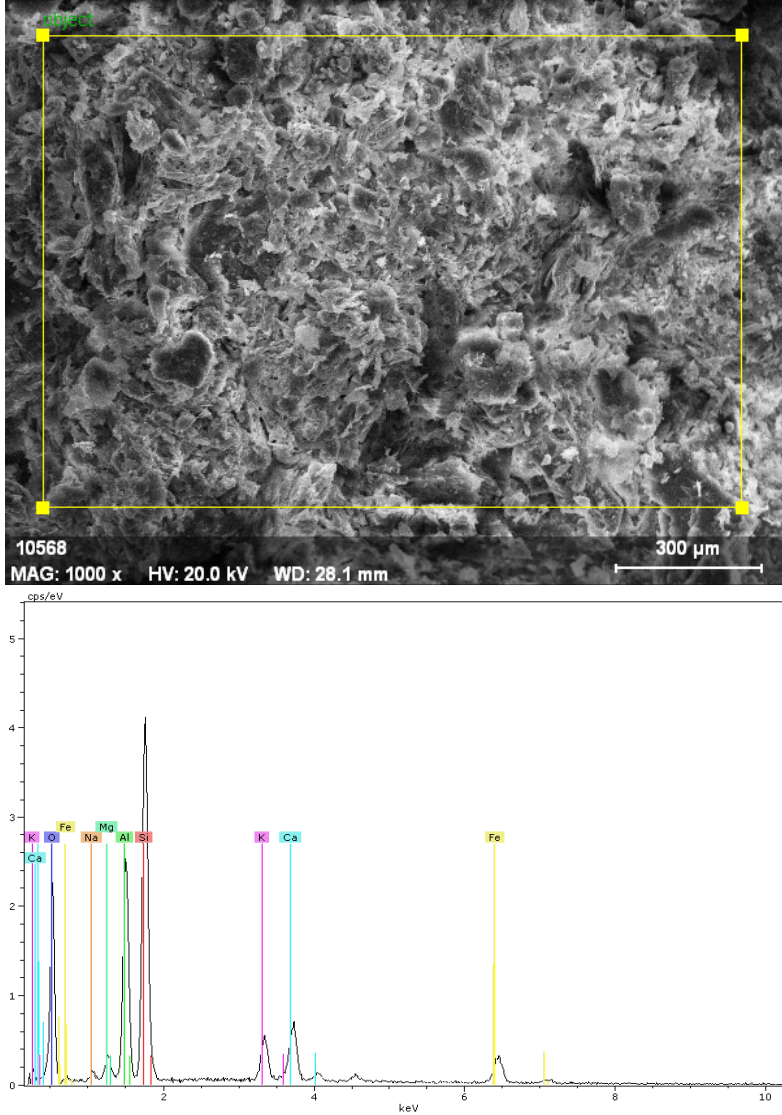 object
10568
300 µm
MAG: 1000 x HV: 20.0 kV WD: 28.1 mm
cps/eV
5
4
3
2
1
0
Fe Mg
K O Na Al Si K Ca Fe
Ca
2 4 6 8 10
keV